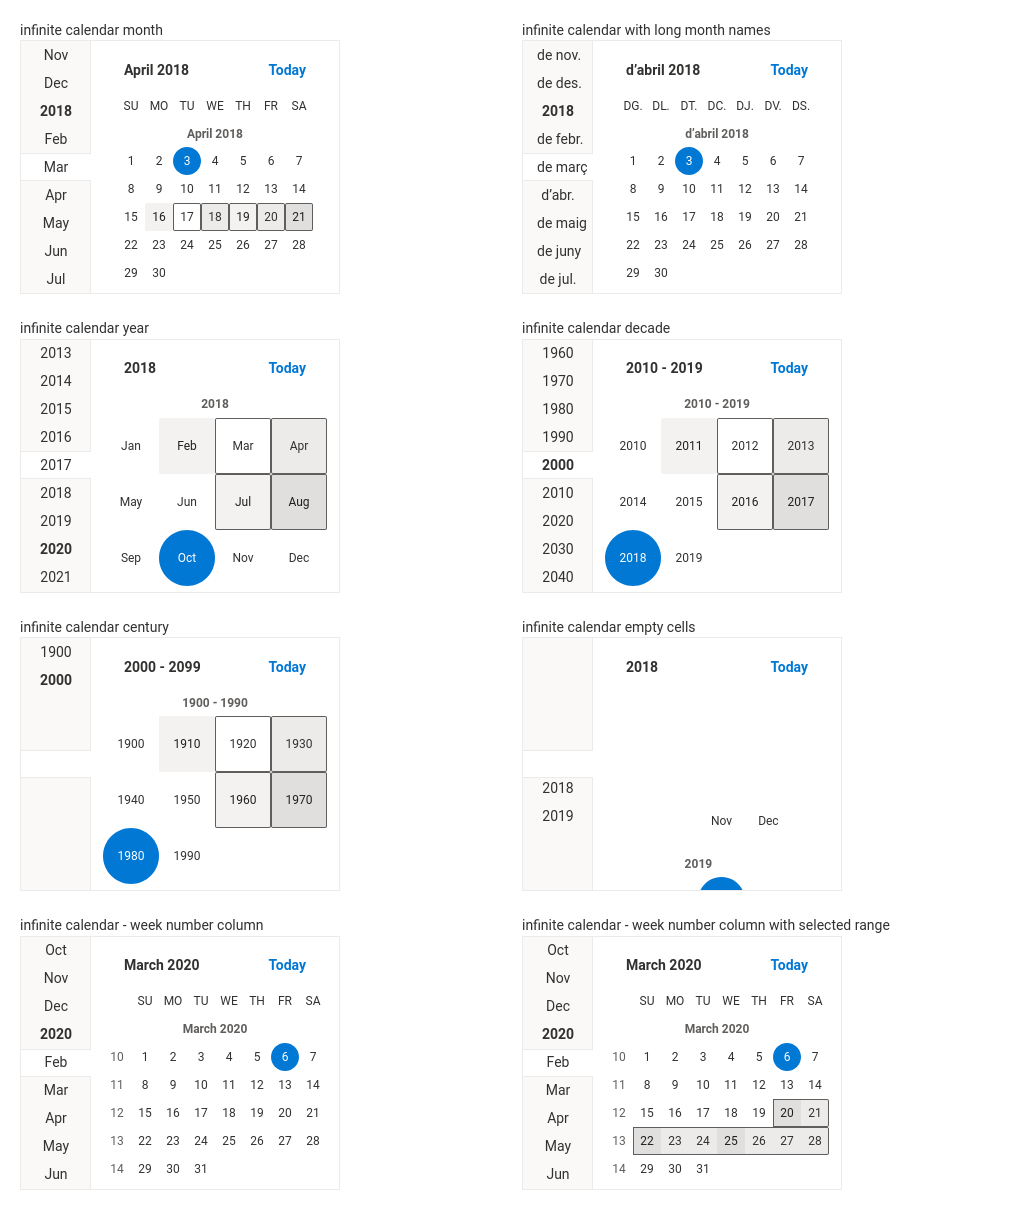 infinite calendar month
Nov
Dec
2018
Feb
Mar
Apr
May
Jun
Jul
April 2018 Today
SU MO TU WE TH FR SA
April 2018
1 2 3 4 5 6 7
8 9 10 11 12 13 14
15 16 17 18 19 20 21
22 23 24 25 26 27 28
29 30
infinite calendar with long month names
de nov.
de des.
2018
de febr.
de març
d’abr.
de maig
de juny
de jul.
d’abril 2018 Today
DG. DL. DT. DC. DJ. DV. DS.
d’abril 2018
1 2 3 4 5 6 7
8 9 10 11 12 13 14
15 16 17 18 19 20 21
22 23 24 25 26 27 28
29 30
infinite calendar year
2013
2014
2015
2016
2017
2018
2019
2020
2021
2018 Today
2018
Jan Feb Mar Apr
May Jun Jul Aug
Sep Oct Nov Dec
infinite calendar decade
1960
1970
1980
1990
2000
2010
2020
2030
2040
2010 - 2019 Today
2010 - 2019
2010 2011 2012 2013
2014 2015 2016 2017
2018 2019
infinite calendar century
1900
2000
2000 - 2099 Today
1900 - 1990
1900 1910 1920 1930
1940 1950 1960 1970
1980 1990
infinite calendar empty cells
2018
2019
2018 Today
Nov Dec
2019
infinite calendar - week number column
Oct
Nov
Dec
2020
Feb
Mar
Apr
May
Jun
March 2020 Today
SU MO TU WE TH FR SA
March 2020
10 1 2 3 4 5 6 7
11 8 9 10 11 12 13 14
12 15 16 17 18 19 20 21
13 22 23 24 25 26 27 28
14 29 30 31
infinite calendar - week number column with selected range
Oct
Nov
Dec
2020
Feb
Mar
Apr
May
Jun
March 2020 Today
SU MO TU WE TH FR SA
March 2020
10 1 2 3 4 5 6 7
11 8 9 10 11 12 13 14
12 15 16 17 18 19 20 21
13 22 23 24 25 26 27 28
14 29 30 31